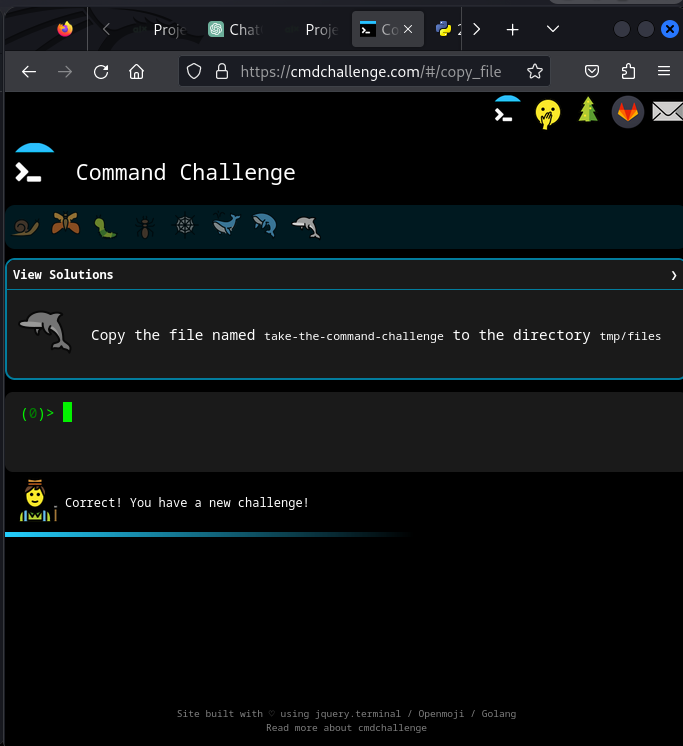 Proje Chat Proje Co 2
https://cmdchallenge.com/#/copy_file
Command Challenge
View Solutions
Copy the file named take-the-command-challenge to the directory tmp/files
(0)>
Correct! You have a new challenge!
Site built with ♡ using jquery.terminal / Openmoji / Golang
Read more about cmdchallenge